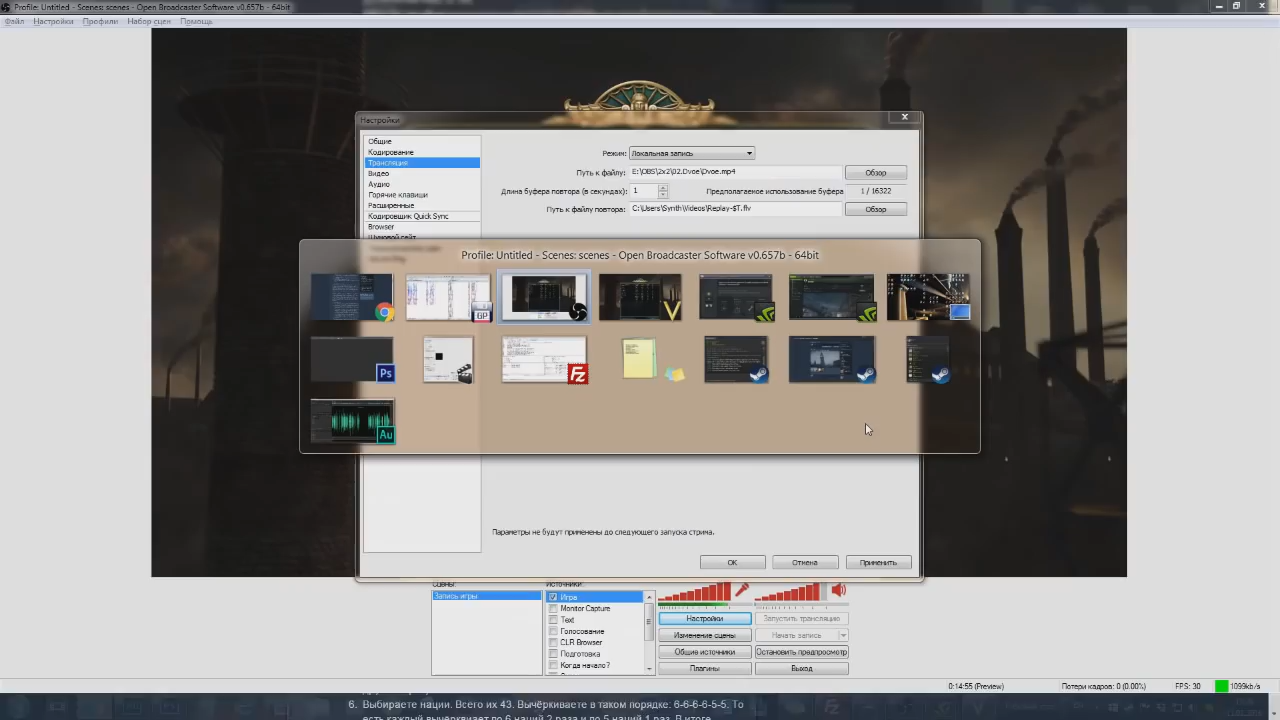 Profile: Untitled - Scenes: scenes - Open Broadcaster Software v0.657b - 64bit
Файл Настройки Профили Набор сцен Помощь
Настройки
Общие
Кодирование
Трансляция
Видео
Аудио
Горячие клавиши
Расширенные
Кодировщик Quick Sync
Browser
Шумовой гейт
Режим: Локальная запись
Путь к файлу: E:\OBS\2x2\02.Dvoe\Dvoe.mp4 Обзор
Длина буфера повтора (в секундах): 1 Предполагаемое использование буфера 1 / 16322
Путь к файлу повтора: C:\Users\Synth\Videos\Replay-$T.flv Обзор
Profile: Untitled - Scenes: scenes - Open Broadcaster Software v0.657b - 64bit
GP
Ps
Fz
Au
Параметры не будут применены до следующего запуска стрима.
OK Отмена Применить
Сцены: Источники:
Запись игры
Игра
Monitor Capture
Text
Голосование
CLR Browser
Подготовка
Когда начало?
Настройки Запустить трансляцию
Изменение сцены Начать запись
Общие источники Остановить предпросмотр
Плагины Выход
0:14:55 (Preview) Потери кадров: 0 (0.00%) FPS: 30 1099kb/s
6. Выбираете нации. Всего их 43. Вычёркиваете в таком порядке: 6-6-6-6-5-5. То
есть каждый вычёркивает по 6 наций 2 раза и по 5 наций 1 раз. В итоге